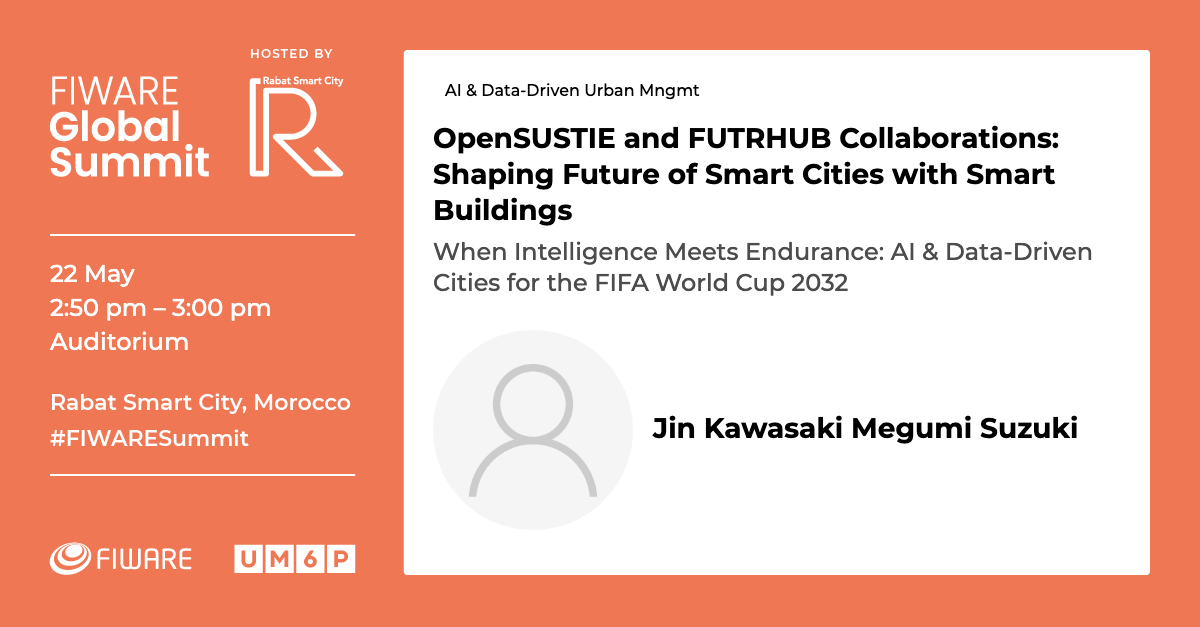 HOSTED BY
Rabat Smart City
R
FIWARE
Global
Summit
22 May
2:50 pm – 3:00 pm
Auditorium
Rabat Smart City, Morocco
#FIWARESummit
FIWARE
UM6P
AI & Data-Driven Urban Mngmt
OpenSUSTIE and FUTRHUB Collaborations:
Shaping Future of Smart Cities with Smart
Buildings
When Intelligence Meets Endurance: AI & Data-Driven
Cities for the FIFA World Cup 2032
Jin Kawasaki Megumi Suzuki